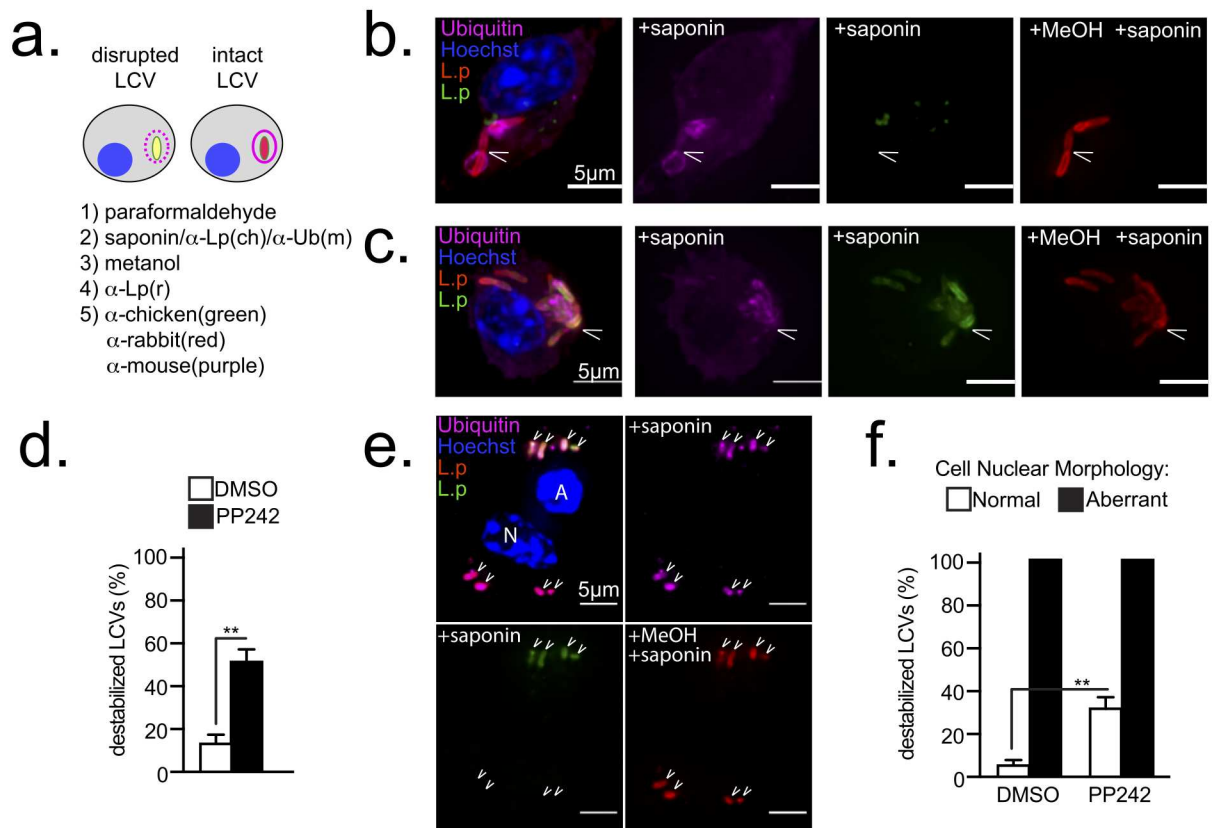 a.
disrupted LCV
intact LCV
1) paraformaldehyde
2) saponin/α-Lp(ch)/α-Ub(m)
3) metanol
4) α-Lp(r)
5) α-chicken(green)
α-rabbit(red)
α-mouse(purple)
b.
Ubiquitin
Hoechst
L.p
L.p
5μm
+saponin
+saponin
+MeOH +saponin
c.
Ubiquitin
Hoechst
L.p
L.p
5μm
+saponin
+saponin
+MeOH +saponin
d.
DMSO
PP242
destabilized LCVs (%)
100
80
60
40
20
0
**
e.
Ubiquitin
Hoechst
L.p
L.p
A
N
5μm
+saponin
+saponin
+MeOH
+saponin
f.
Cell Nuclear Morphology:
Normal Aberrant
destabilized LCVs (%)
100
80
60
40
20
0
**
DMSO PP242